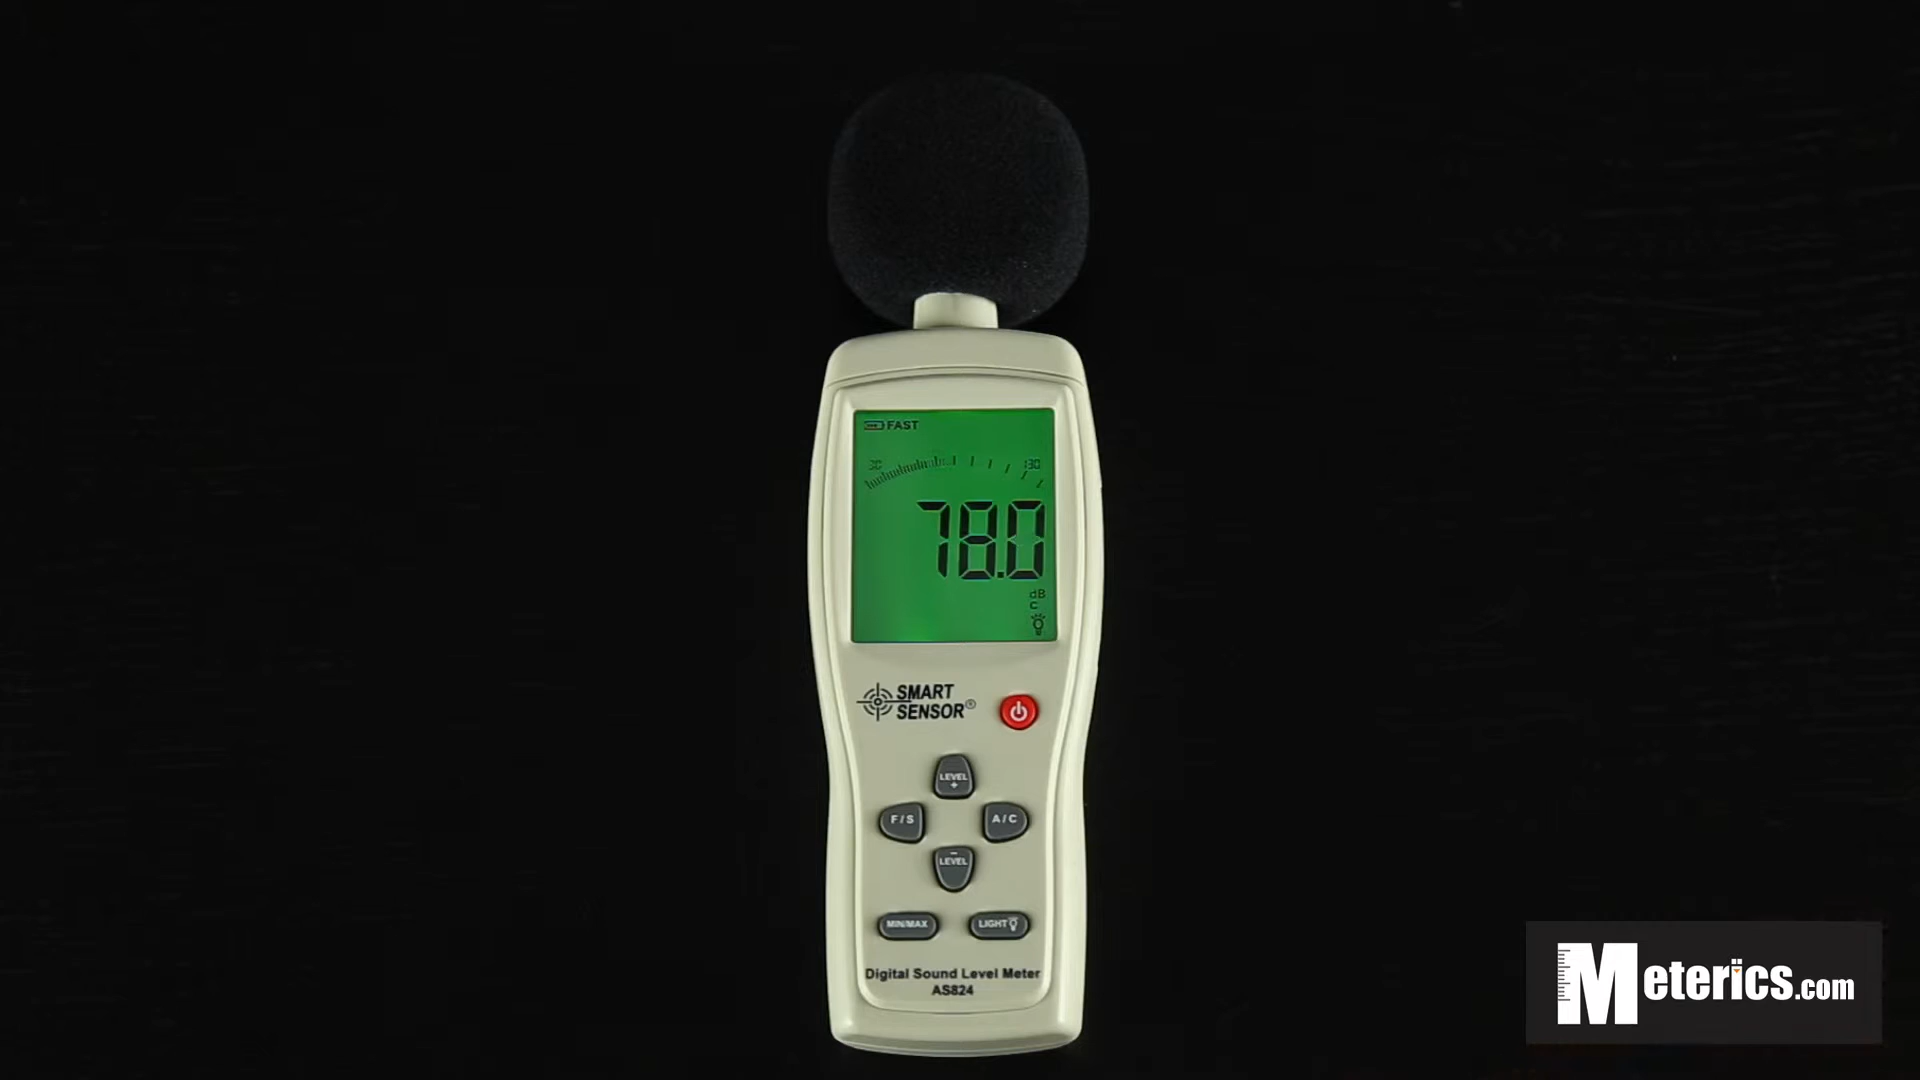 FAST
30 130
78.0
dB
C
SMART
SENSOR®
LEVEL
+
F/S
A/C
−
LEVEL
MIN/MAX
LIGHT
Digital Sound Level Meter
AS824
Meterics.com